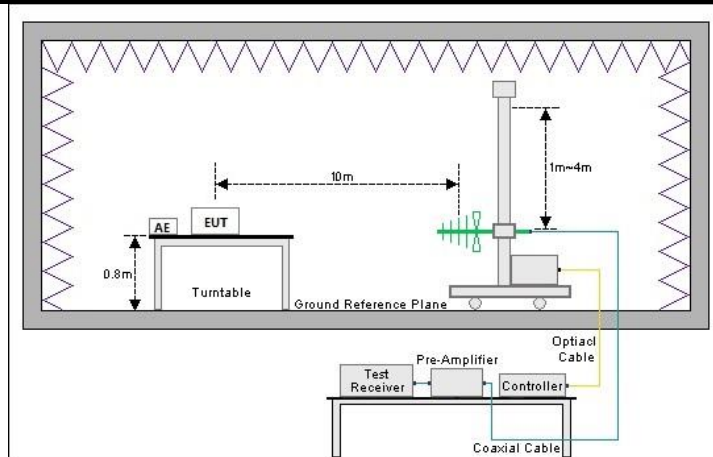 10m
1m~4m
AE
EUT
0.8m
Turntable
Ground Reference Plane
Optiacl
Cable
Pre-Amplifier
Test
Receiver
Controller
Coaxial Cable